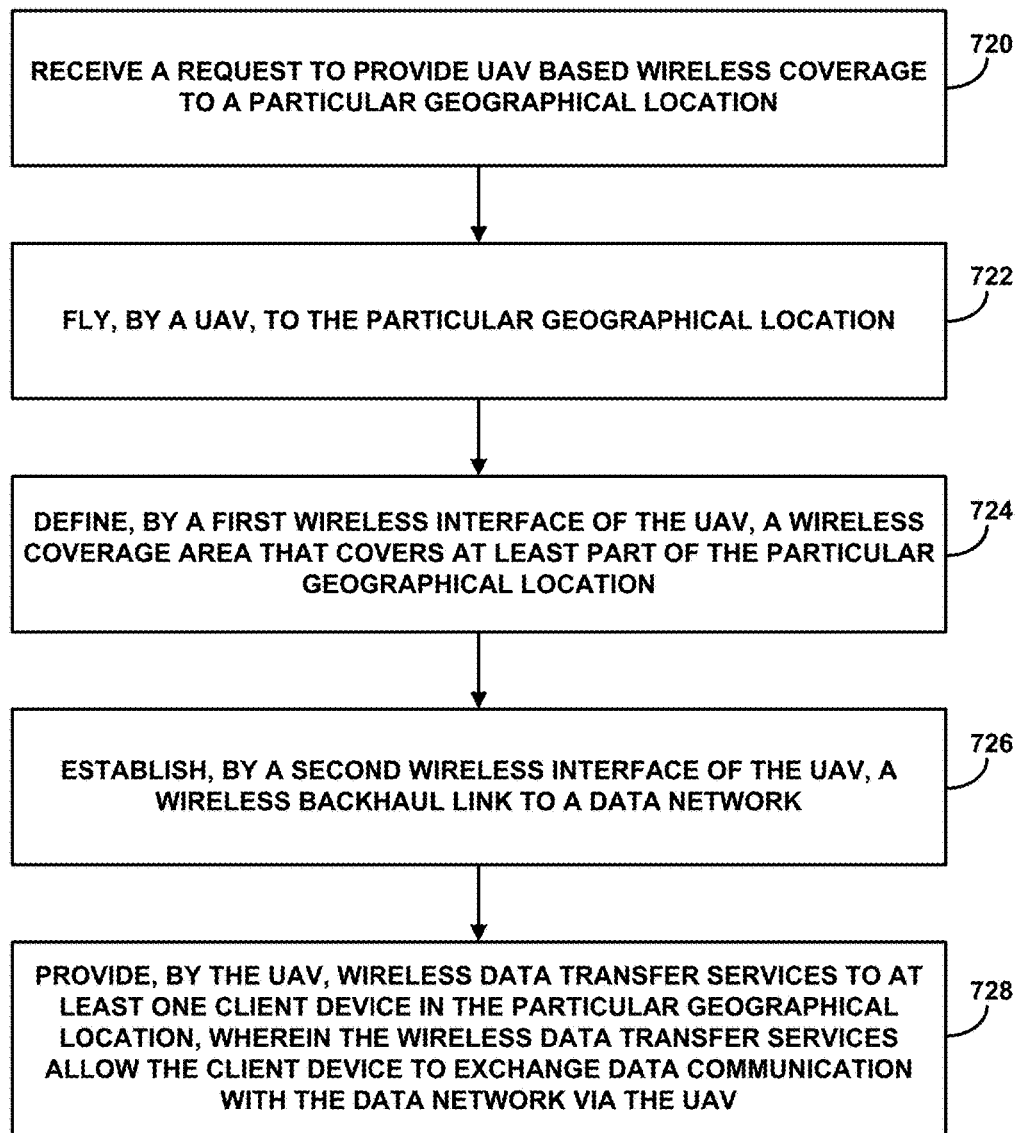 720
RECEIVE A REQUEST TO PROVIDE UAV BASED WIRELESS COVERAGE
TO A PARTICULAR GEOGRAPHICAL LOCATION
722
FLY, BY A UAV, TO THE PARTICULAR GEOGRAPHICAL LOCATION
724
DEFINE, BY A FIRST WIRELESS INTERFACE OF THE UAV, A WIRELESS
COVERAGE AREA THAT COVERS AT LEAST PART OF THE PARTICULAR
GEOGRAPHICAL LOCATION
726
ESTABLISH, BY A SECOND WIRELESS INTERFACE OF THE UAV, A
WIRELESS BACKHAUL LINK TO A DATA NETWORK
728
PROVIDE, BY THE UAV, WIRELESS DATA TRANSFER SERVICES TO AT
LEAST ONE CLIENT DEVICE IN THE PARTICULAR GEOGRAPHICAL
LOCATION, WHEREIN THE WIRELESS DATA TRANSFER SERVICES
ALLOW THE CLIENT DEVICE TO EXCHANGE DATA COMMUNICATION
WITH THE DATA NETWORK VIA THE UAV